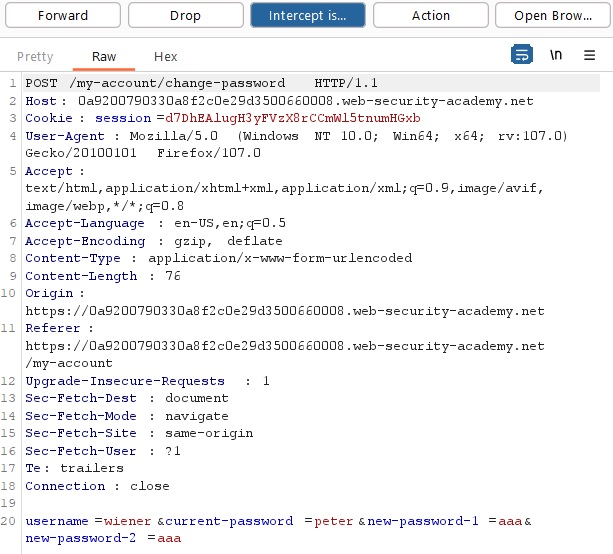 Forward Drop Intercept is... Action Open Brow...
Pretty Raw Hex \n
1 POST /my-account/change-password HTTP/1.1
2 Host: 0a9200790330a8f2c0e29d3500660008.web-security-academy.net
3 Cookie: session=d7DhEAlugH3yFVzX8rCCmWl5tnumHGxb
4 User-Agent: Mozilla/5.0 (Windows NT 10.0; Win64; x64; rv:107.0)
Gecko/20100101 Firefox/107.0
5 Accept:
text/html,application/xhtml+xml,application/xml;q=0.9,image/avif,
image/webp,*/*;q=0.8
6 Accept-Language: en-US,en;q=0.5
7 Accept-Encoding: gzip, deflate
8 Content-Type: application/x-www-form-urlencoded
9 Content-Length: 76
10 Origin:
https://0a9200790330a8f2c0e29d3500660008.web-security-academy.net
11 Referer:
https://0a9200790330a8f2c0e29d3500660008.web-security-academy.net
/my-account
12 Upgrade-Insecure-Requests: 1
13 Sec-Fetch-Dest: document
14 Sec-Fetch-Mode: navigate
15 Sec-Fetch-Site: same-origin
16 Sec-Fetch-User: ?1
17 Te: trailers
18 Connection: close
19
20 username=wiener&current-password=peter&new-password-1=aaa&
new-password-2=aaa